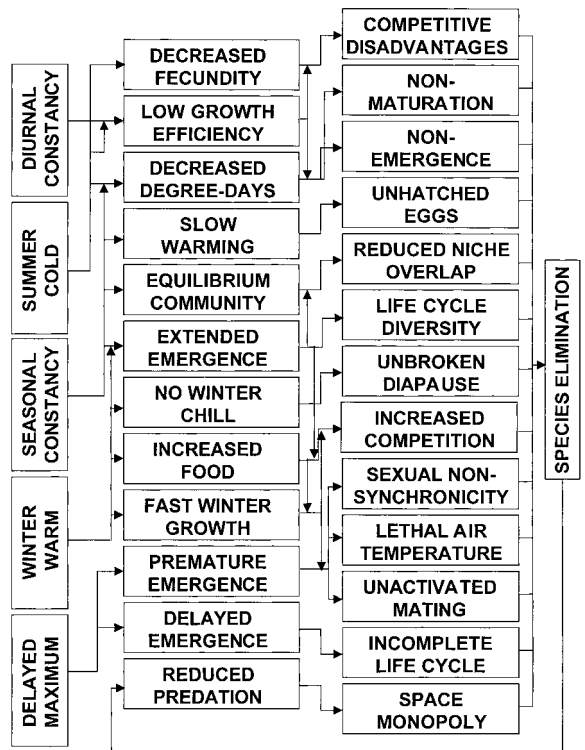 DIURNAL
CONSTANCY
SUMMER
COLD
SEASONAL
CONSTANCY
WINTER
WARM
DELAYED
MAXIMUM
DECREASED
FECUNDITY
LOW GROWTH
EFFICIENCY
DECREASED
DEGREE-DAYS
SLOW
WARMING
EQUILIBRIUM
COMMUNITY
EXTENDED
EMERGENCE
NO WINTER
CHILL
INCREASED
FOOD
FAST WINTER
GROWTH
PREMATURE
EMERGENCE
DELAYED
EMERGENCE
REDUCED
PREDATION
COMPETITIVE
DISADVANTAGES
NON-
MATURATION
NON-
EMERGENCE
UNHATCHED
EGGS
REDUCED NICHE
OVERLAP
LIFE CYCLE
DIVERSITY
UNBROKEN
DIAPAUSE
INCREASED
COMPETITION
SEXUAL NON-
SYNCHRONICITY
LETHAL AIR
TEMPERATURE
UNACTIVATED
MATING
INCOMPLETE
LIFE CYCLE
SPACE
MONOPOLY
SPECIES ELIMINATION